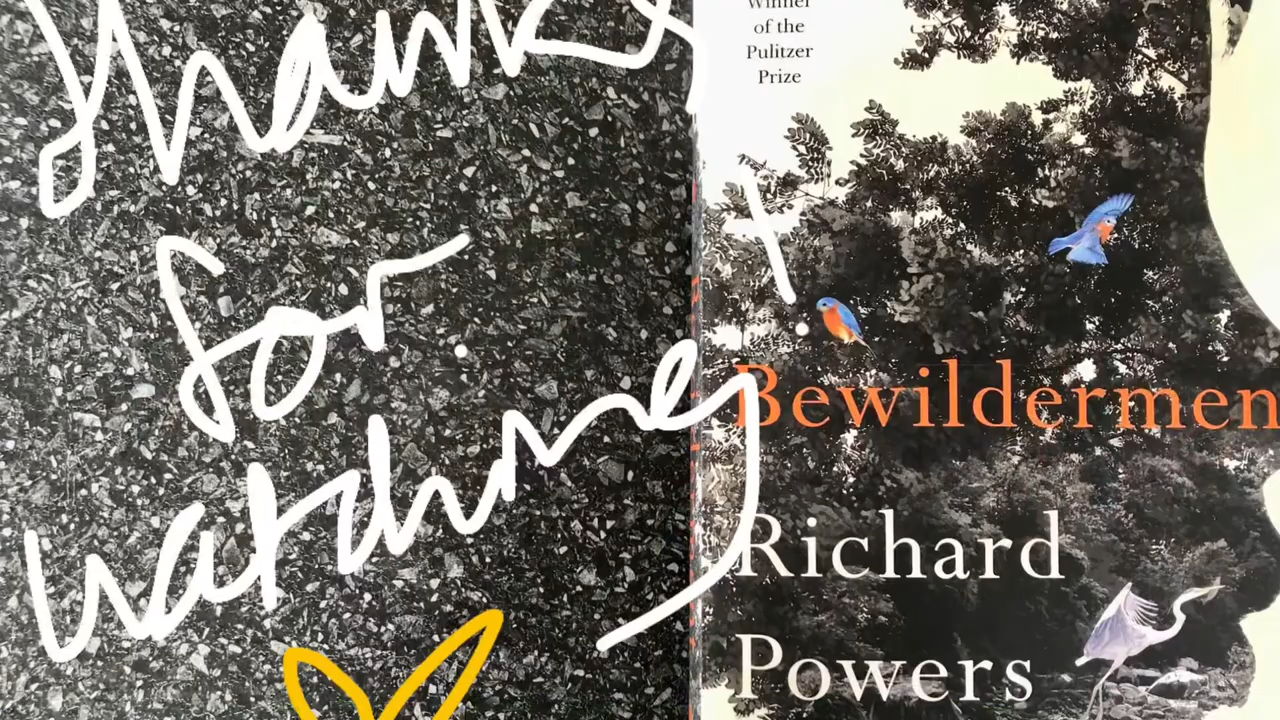 Thanks
for
watching!
Winner
of the
Pulitzer
Prize
Bewildermen
Richard
Powers